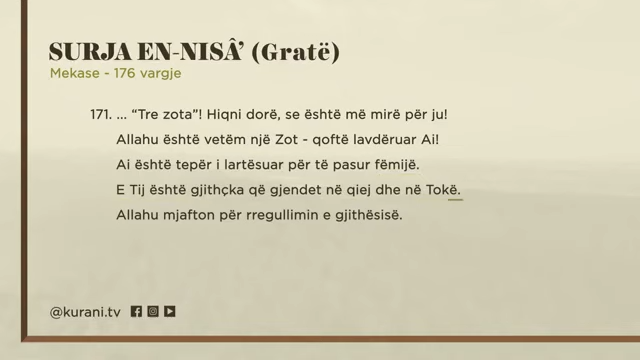 SURJA EN-NISÂ’ (Gratë)
Mekase - 176 vargje
171. ... “Tre zota”! Hiqni dorë, se është më mirë për ju!
Allahu është vetëm një Zot - qoftë lavdëruar Ai!
Ai është tepër i lartësuar për të pasur fëmijë.
E Tij është gjithçka që gjendet në qiej dhe në Tokë.
Allahu mjafton për rregullimin e gjithësisë.
@kurani.tv